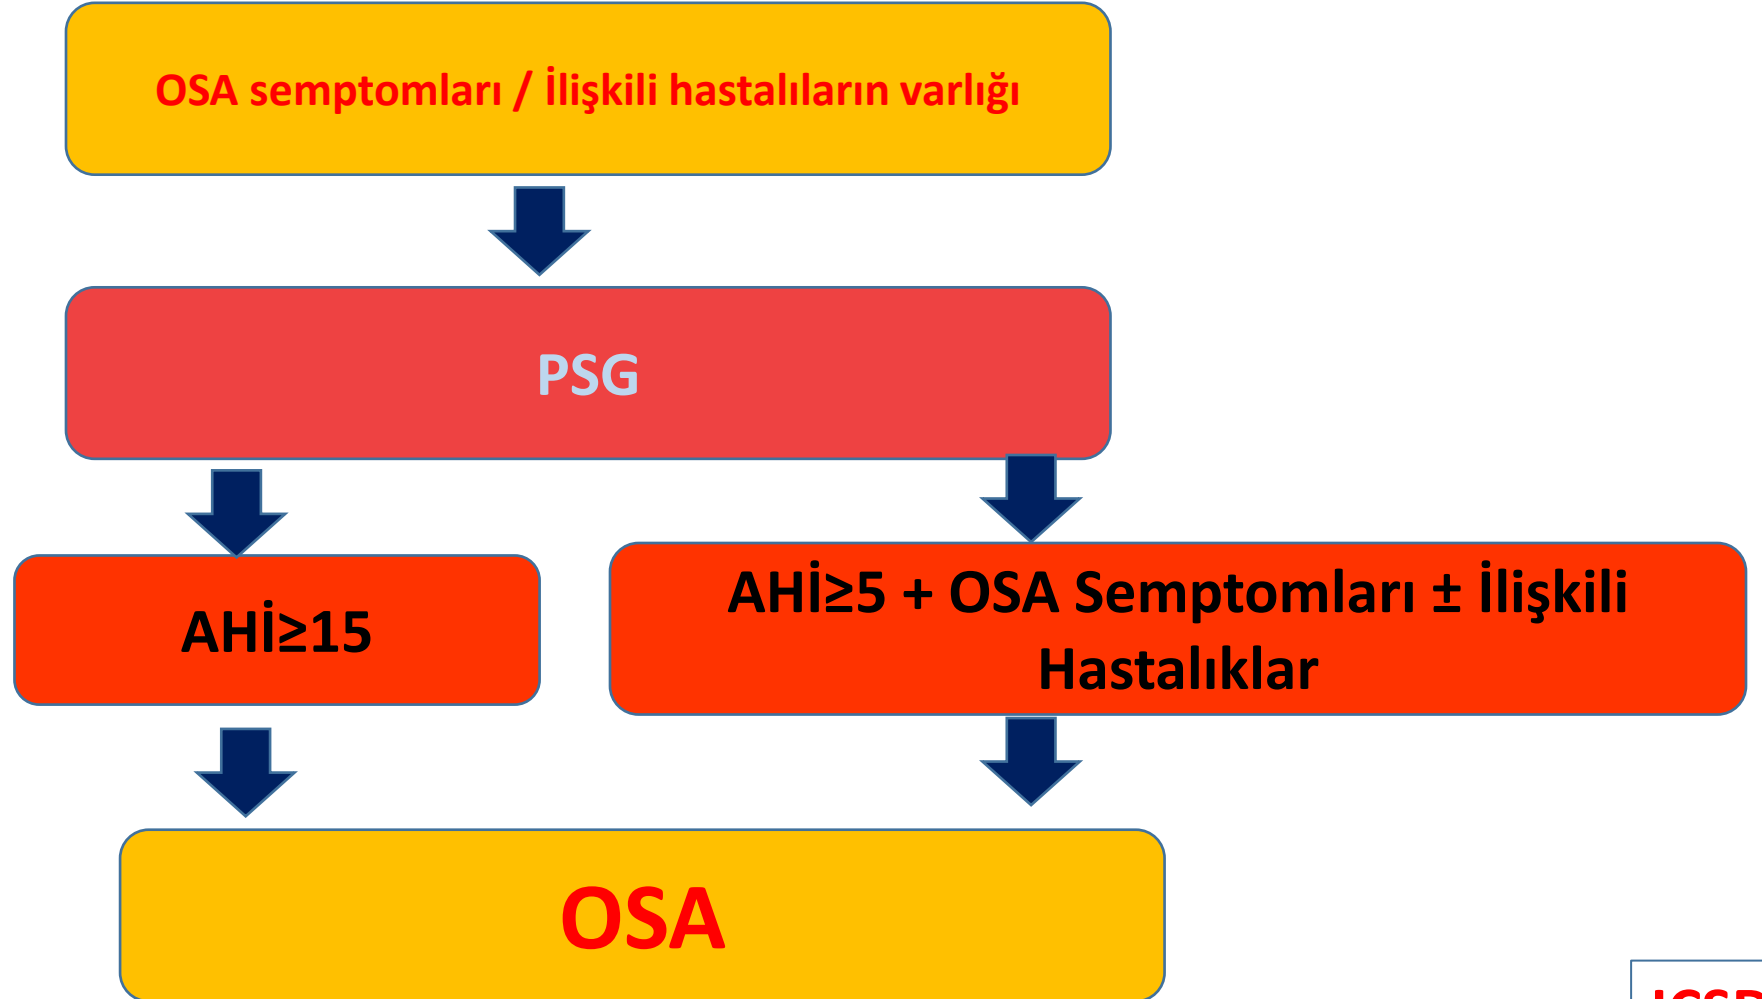 OSA semptomları / İlişkili hastalıların varlığı
PSG
AHİ≥15
AHİ≥5 + OSA Semptomları ± İlişkili
Hastalıklar
OSA